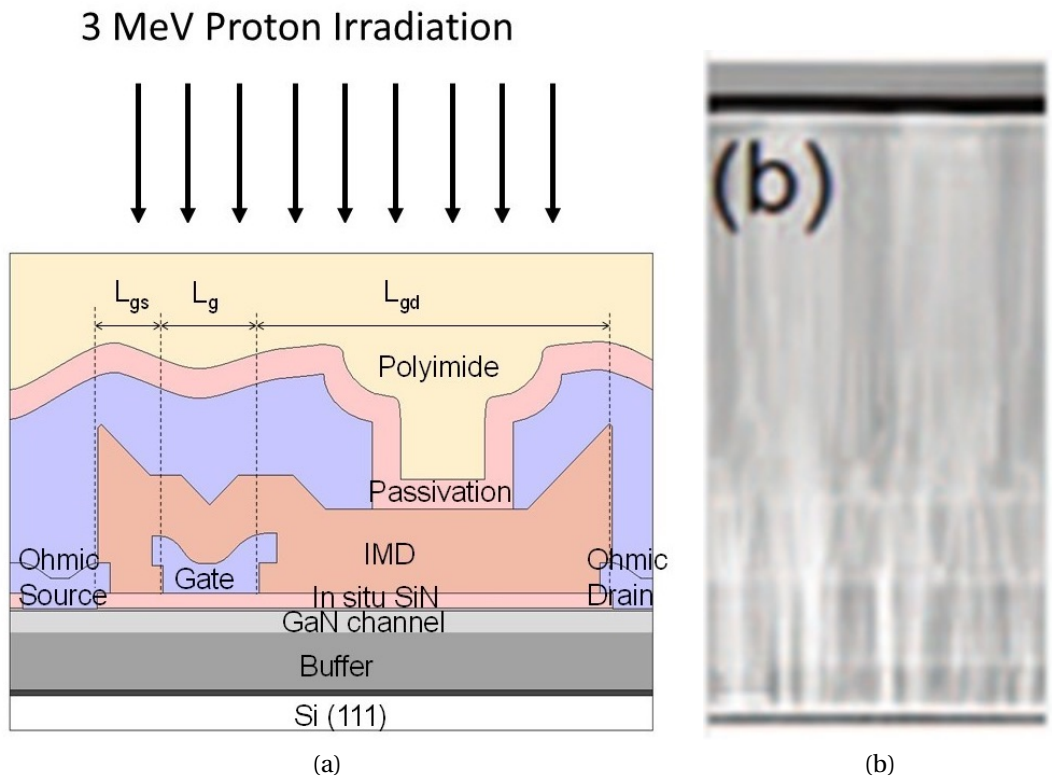 3 MeV Proton Irradiation
(b)
Lgs Lg Lgd
Polyimide
Passivation
Ohmic IMD Ohmic
Source Gate In situ SiN Drain
GaN channel
Buffer
Si (111)
(a) (b)